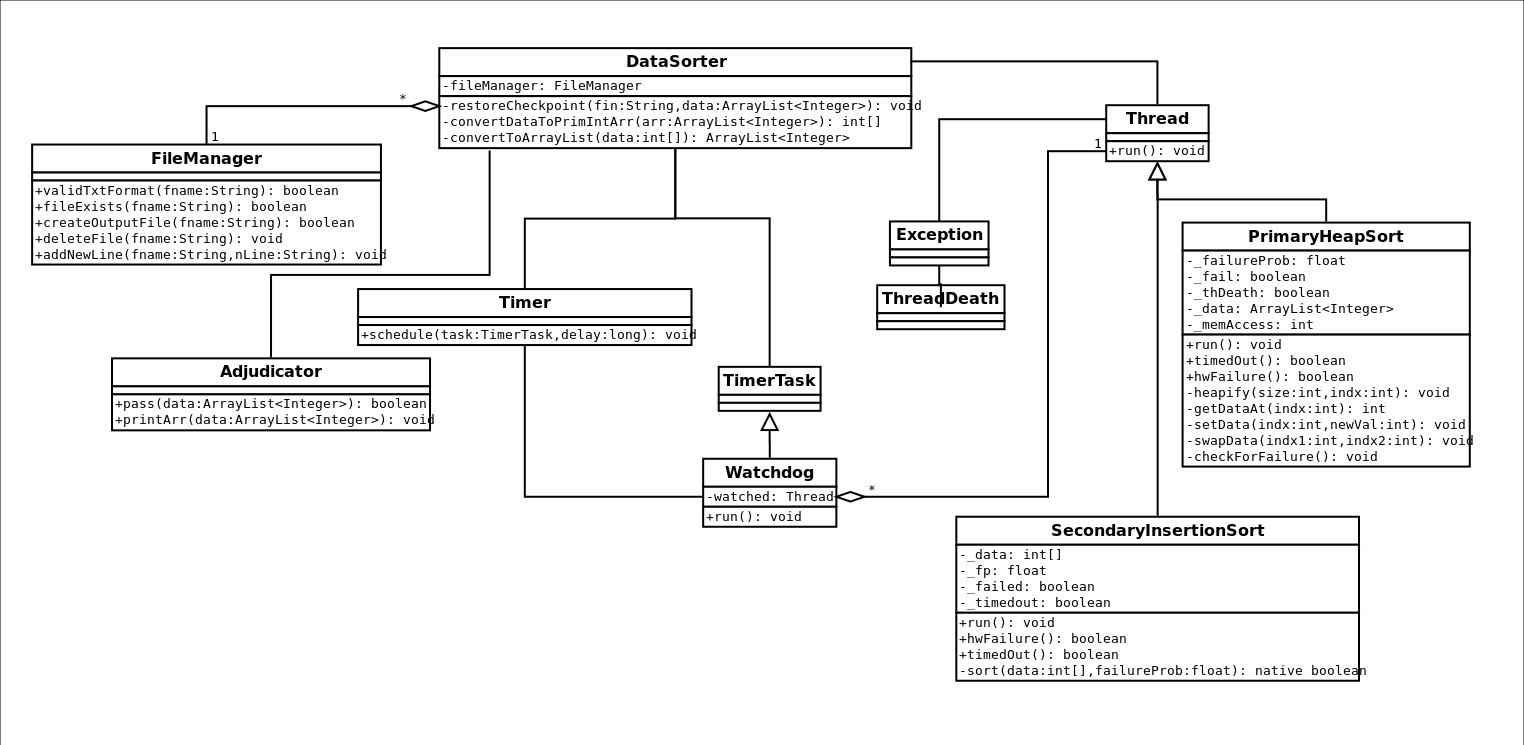 DataSorter
-fileManager: FileManager
-restoreCheckpoint(fin:String,data:ArrayList<Integer>): void
-convertDataToPrimIntArr(arr:ArrayList<Integer>): int[]
-convertToArrayList(data:int[]): ArrayList<Integer>
*
1
FileManager
+validTxtFormat(fname:String): boolean
+fileExists(fname:String): boolean
+createOutputFile(fname:String): boolean
+deleteFile(fname:String): void
+addNewLine(fname:String,nLine:String): void
Thread
+run(): void
1
Exception
ThreadDeath
PrimaryHeapSort
-_failureProb: float
-_fail: boolean
-_thDeath: boolean
-_data: ArrayList<Integer>
-_memAccess: int
+run(): void
+timedOut(): boolean
+hwFailure(): boolean
-heapify(size:int,indx:int): void
-getDataAt(indx:int): int
-setData(indx:int,newVal:int): void
-swapData(indx1:int,indx2:int): void
-checkForFailure(): void
Timer
+schedule(task:TimerTask,delay:long): void
Adjudicator
+pass(data:ArrayList<Integer>): boolean
+printArr(data:ArrayList<Integer>): void
TimerTask
Watchdog
-watched: Thread
+run(): void
*
SecondaryInsertionSort
-_data: int[]
-_fp: float
-_failed: boolean
-_timedout: boolean
+run(): void
+hwFailure(): boolean
+timedOut(): boolean
-sort(data:int[],failureProb:float): native boolean